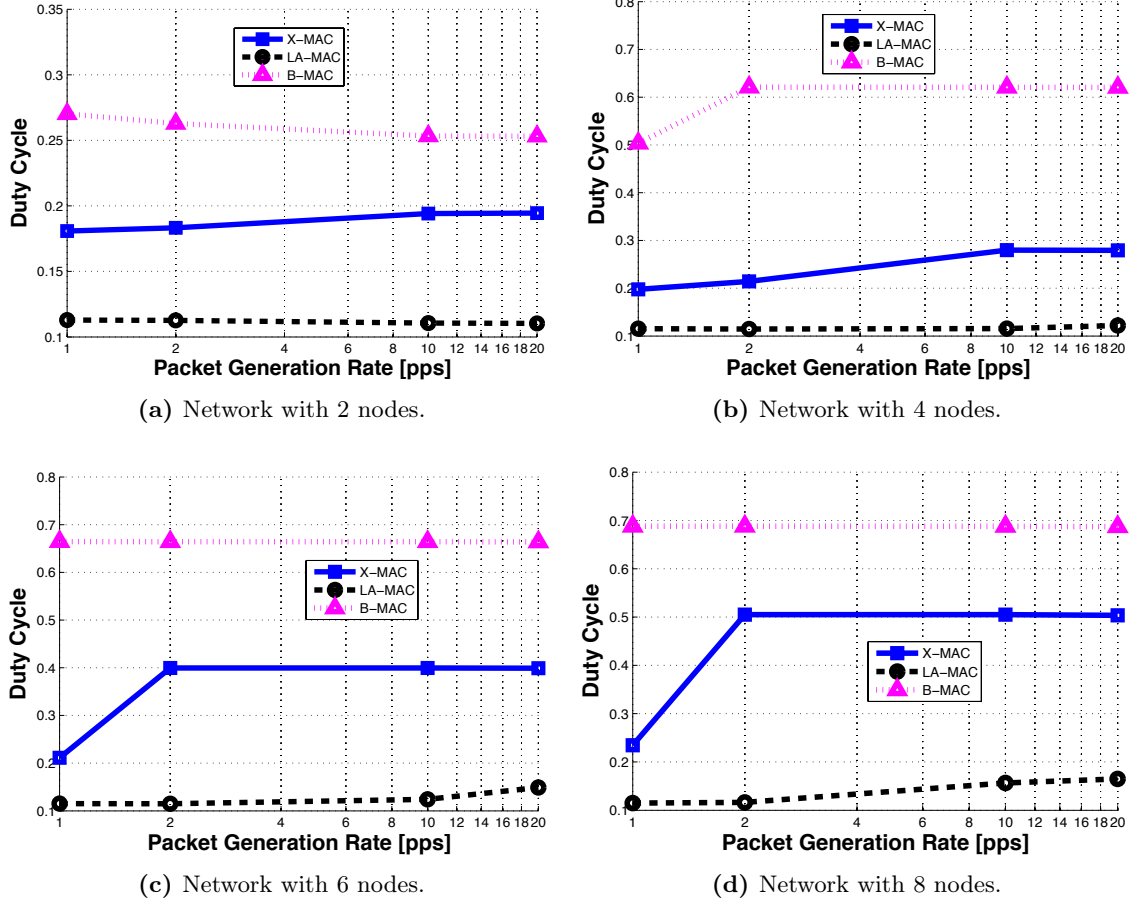 0.35
0.3
0.25
0.2
0.15
0.1
Duty Cycle
X-MAC
LA-MAC
B-MAC
1 2 4 6 8 10 12 14 16 18 20
Packet Generation Rate [pps]
(a) Network with 2 nodes.
0.8
0.7
0.6
0.5
0.4
0.3
0.2
0.1
Duty Cycle
X-MAC
LA-MAC
B-MAC
1 2 4 6 8 10 12 14 16 18 20
Packet Generation Rate [pps]
(b) Network with 4 nodes.
0.8
0.7
0.6
0.5
0.4
0.3
0.2
0.1
Duty Cycle
X-MAC
LA-MAC
B-MAC
1 2 4 6 8 10 12 14 16 18 20
Packet Generation Rate [pps]
(c) Network with 6 nodes.
0.8
0.7
0.6
0.5
0.4
0.3
0.2
0.1
Duty Cycle
X-MAC
LA-MAC
B-MAC
1 2 4 6 8 10 12 14 16 18 20
Packet Generation Rate [pps]
(d) Network with 8 nodes.